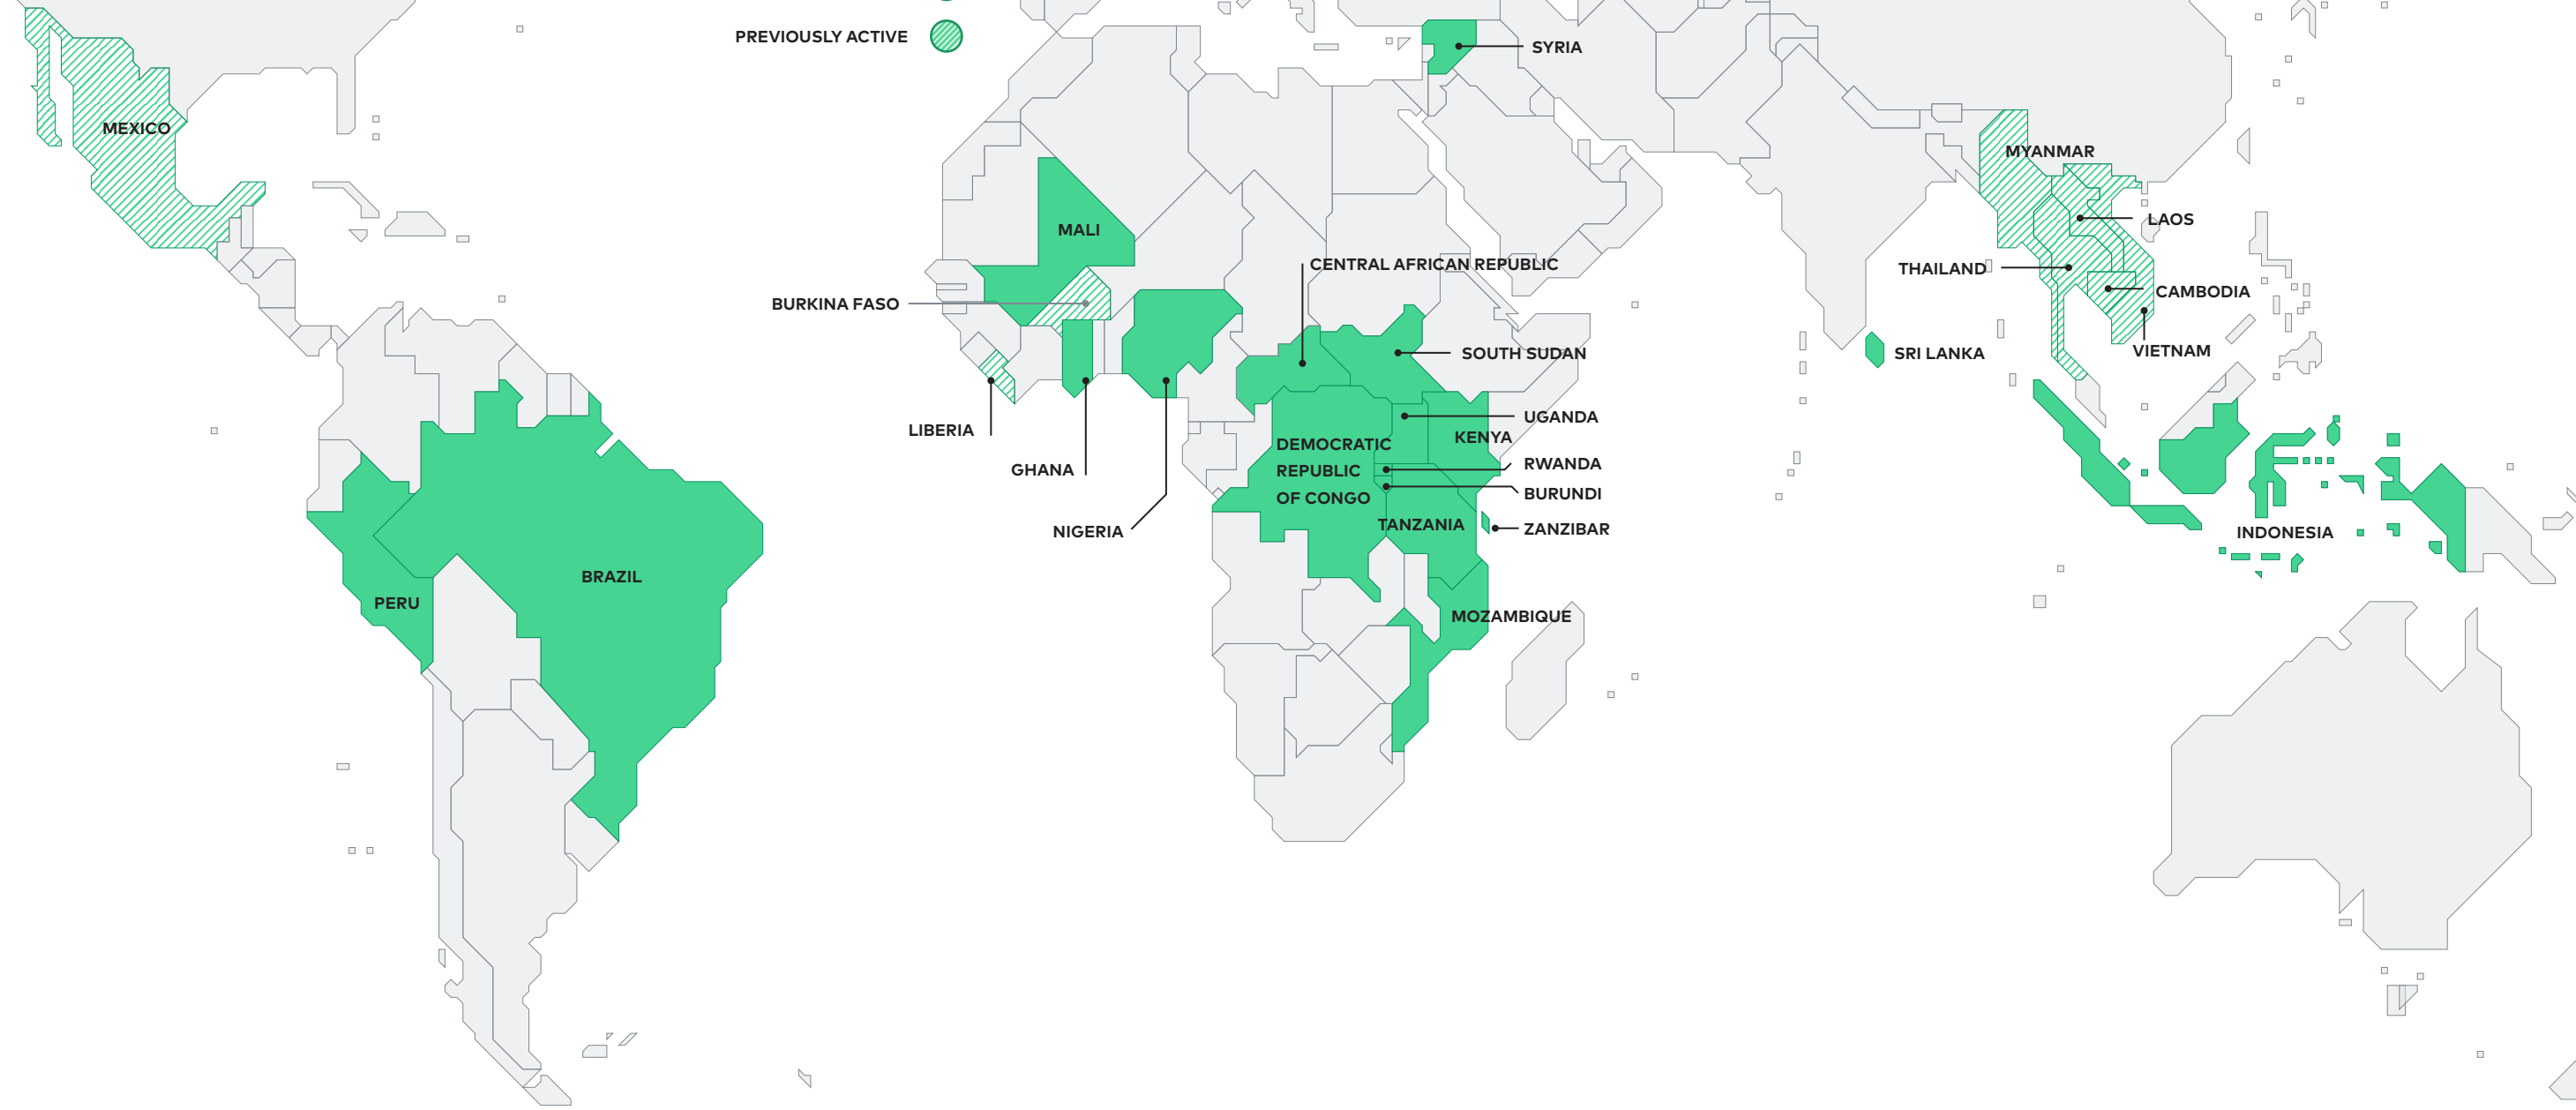 PREVIOUSLY ACTIVE
SYRIA
MEXICO
MYANMAR
LAOS
MALI
CENTRAL AFRICAN REPUBLIC
THAILAND
CAMBODIA
BURKINA FASO
VIETNAM
SOUTH SUDAN
SRI LANKA
UGANDA
LIBERIA
KENYA
DEMOCRATIC
REPUBLIC
OF CONGO
RWANDA
GHANA
BURUNDI
TANZANIA
ZANZIBAR
NIGERIA
INDONESIA
BRAZIL
PERU
MOZAMBIQUE